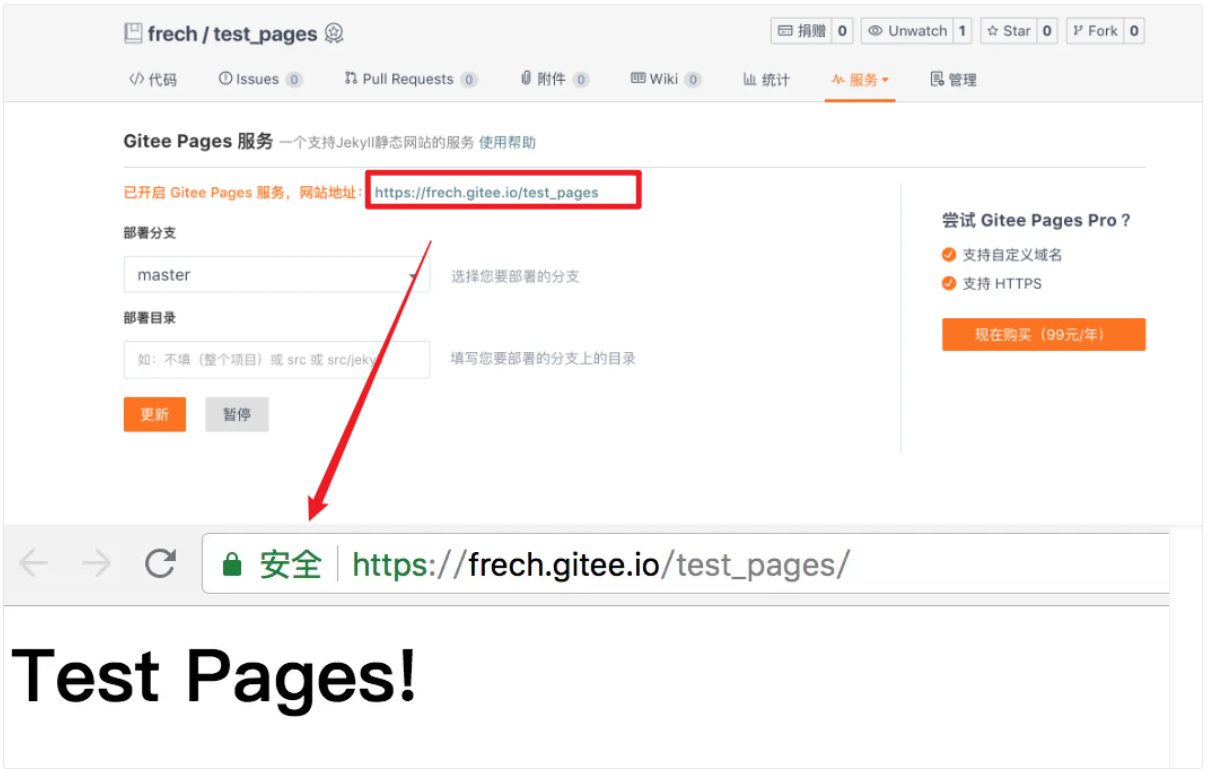 frech / test_pages
捐赠 0 Unwatch 1 Star 0 Fork 0
代码 Issues 0 Pull Requests 0 附件 0 Wiki 0 统计 服务 管理
Gitee Pages 服务 一个支持Jekyll静态网站的服务 使用帮助
已开启 Gitee Pages 服务，网站地址： https://frech.gitee.io/test_pages
部署分支
master 选择您要部署的分支
部署目录
如：不填（整个项目）或 src 或 src/jeky 填写您要部署的分支上的目录
更新 暂停
尝试 Gitee Pages Pro？
支持自定义域名
支持 HTTPS
现在购买（99元/年）
安全 https://frech.gitee.io/test_pages/
Test Pages!